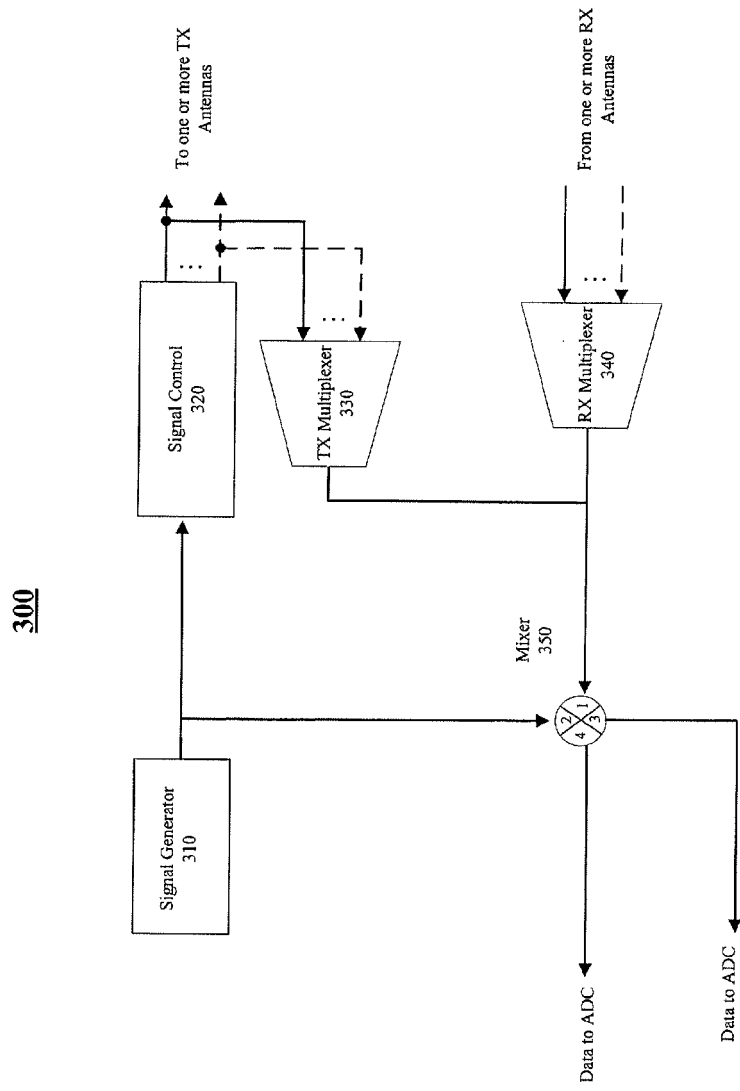 300
Signal Generator
310
Signal Control
320
To one or more TX
Antennas
...
TX Multiplexer
330
...
Mixer
350
RX Multiplexer
340
...
From one or more RX
Antennas
2
1
4
3
Data to ADC
Data to ADC